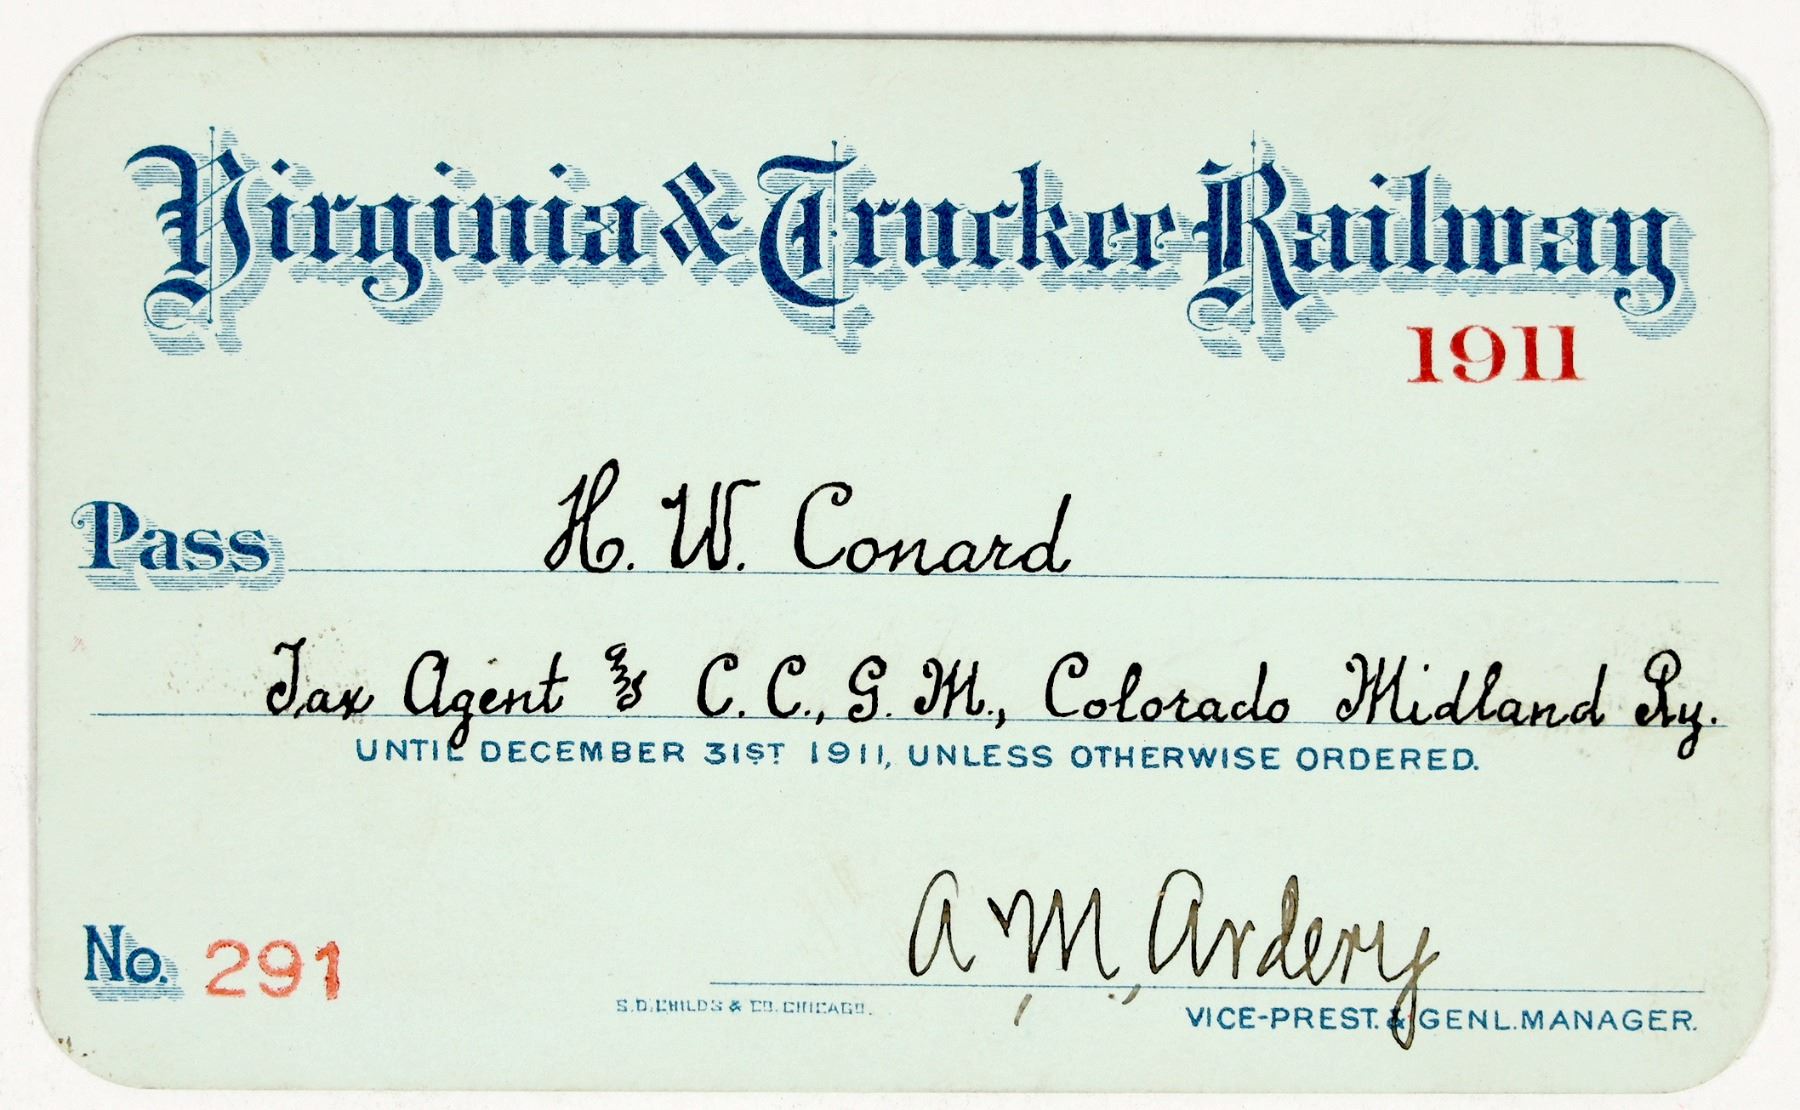 Virginia & Truckee Railway
1911
Pass H. W. Conard
Tax Agent & C. C., G. M., Colorado Midland Ry.
UNTIL DECEMBER 31ST 1911, UNLESS OTHERWISE ORDERED.
A M, Ardery
No. 291
S.D. CHILDS & CO. CHICAGO.
VICE-PREST. & GENL. MANAGER.